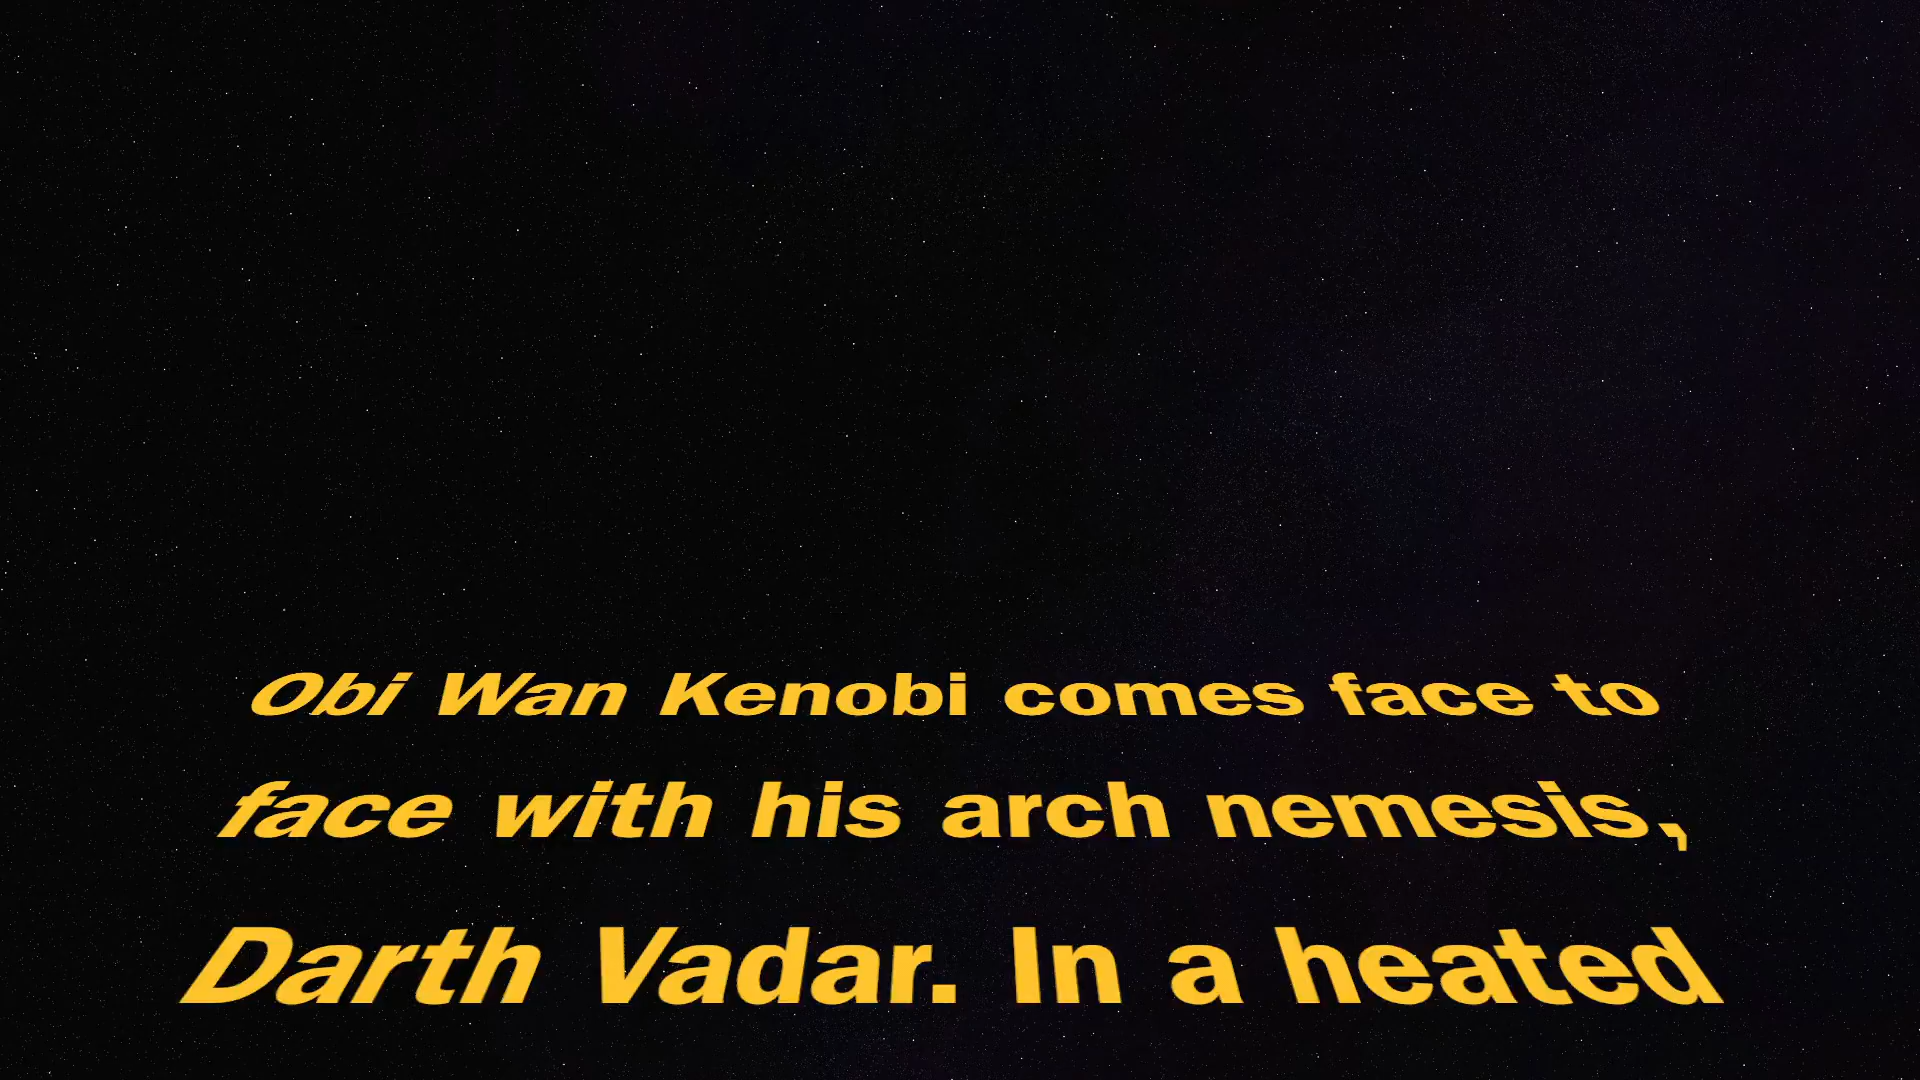 Obi Wan Kenobi comes face to
face with his arch nemesis,
Darth Vadar. In a heated